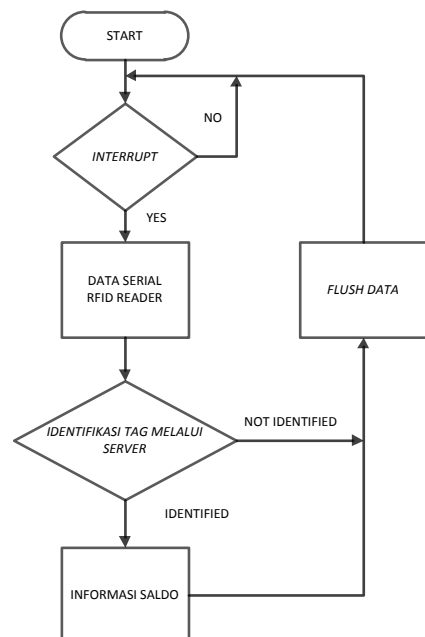 START
NO
INTERRUPT
YES
DATA SERIAL
RFID READER
FLUSH DATA
IDENTIFIKASI TAG MELALUI
SERVER
NOT IDENTIFIED
IDENTIFIED
INFORMASI SALDO